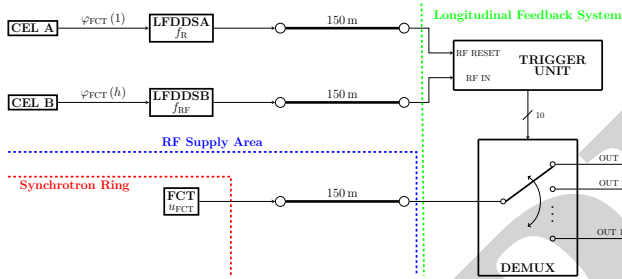 Longitudinal Feedback System
CEL A
φFCT(1)
LFDDSA
fR
150 m
RF RESET
TRIGGER
UNIT
RF IN
CEL B
φFCT(h)
LFDDSB
fRF
150 m
10
RF Supply Area
OUT
Synchrotron Ring
FCT
uFCT
150 m
OUT
OUT 1
DEMUX